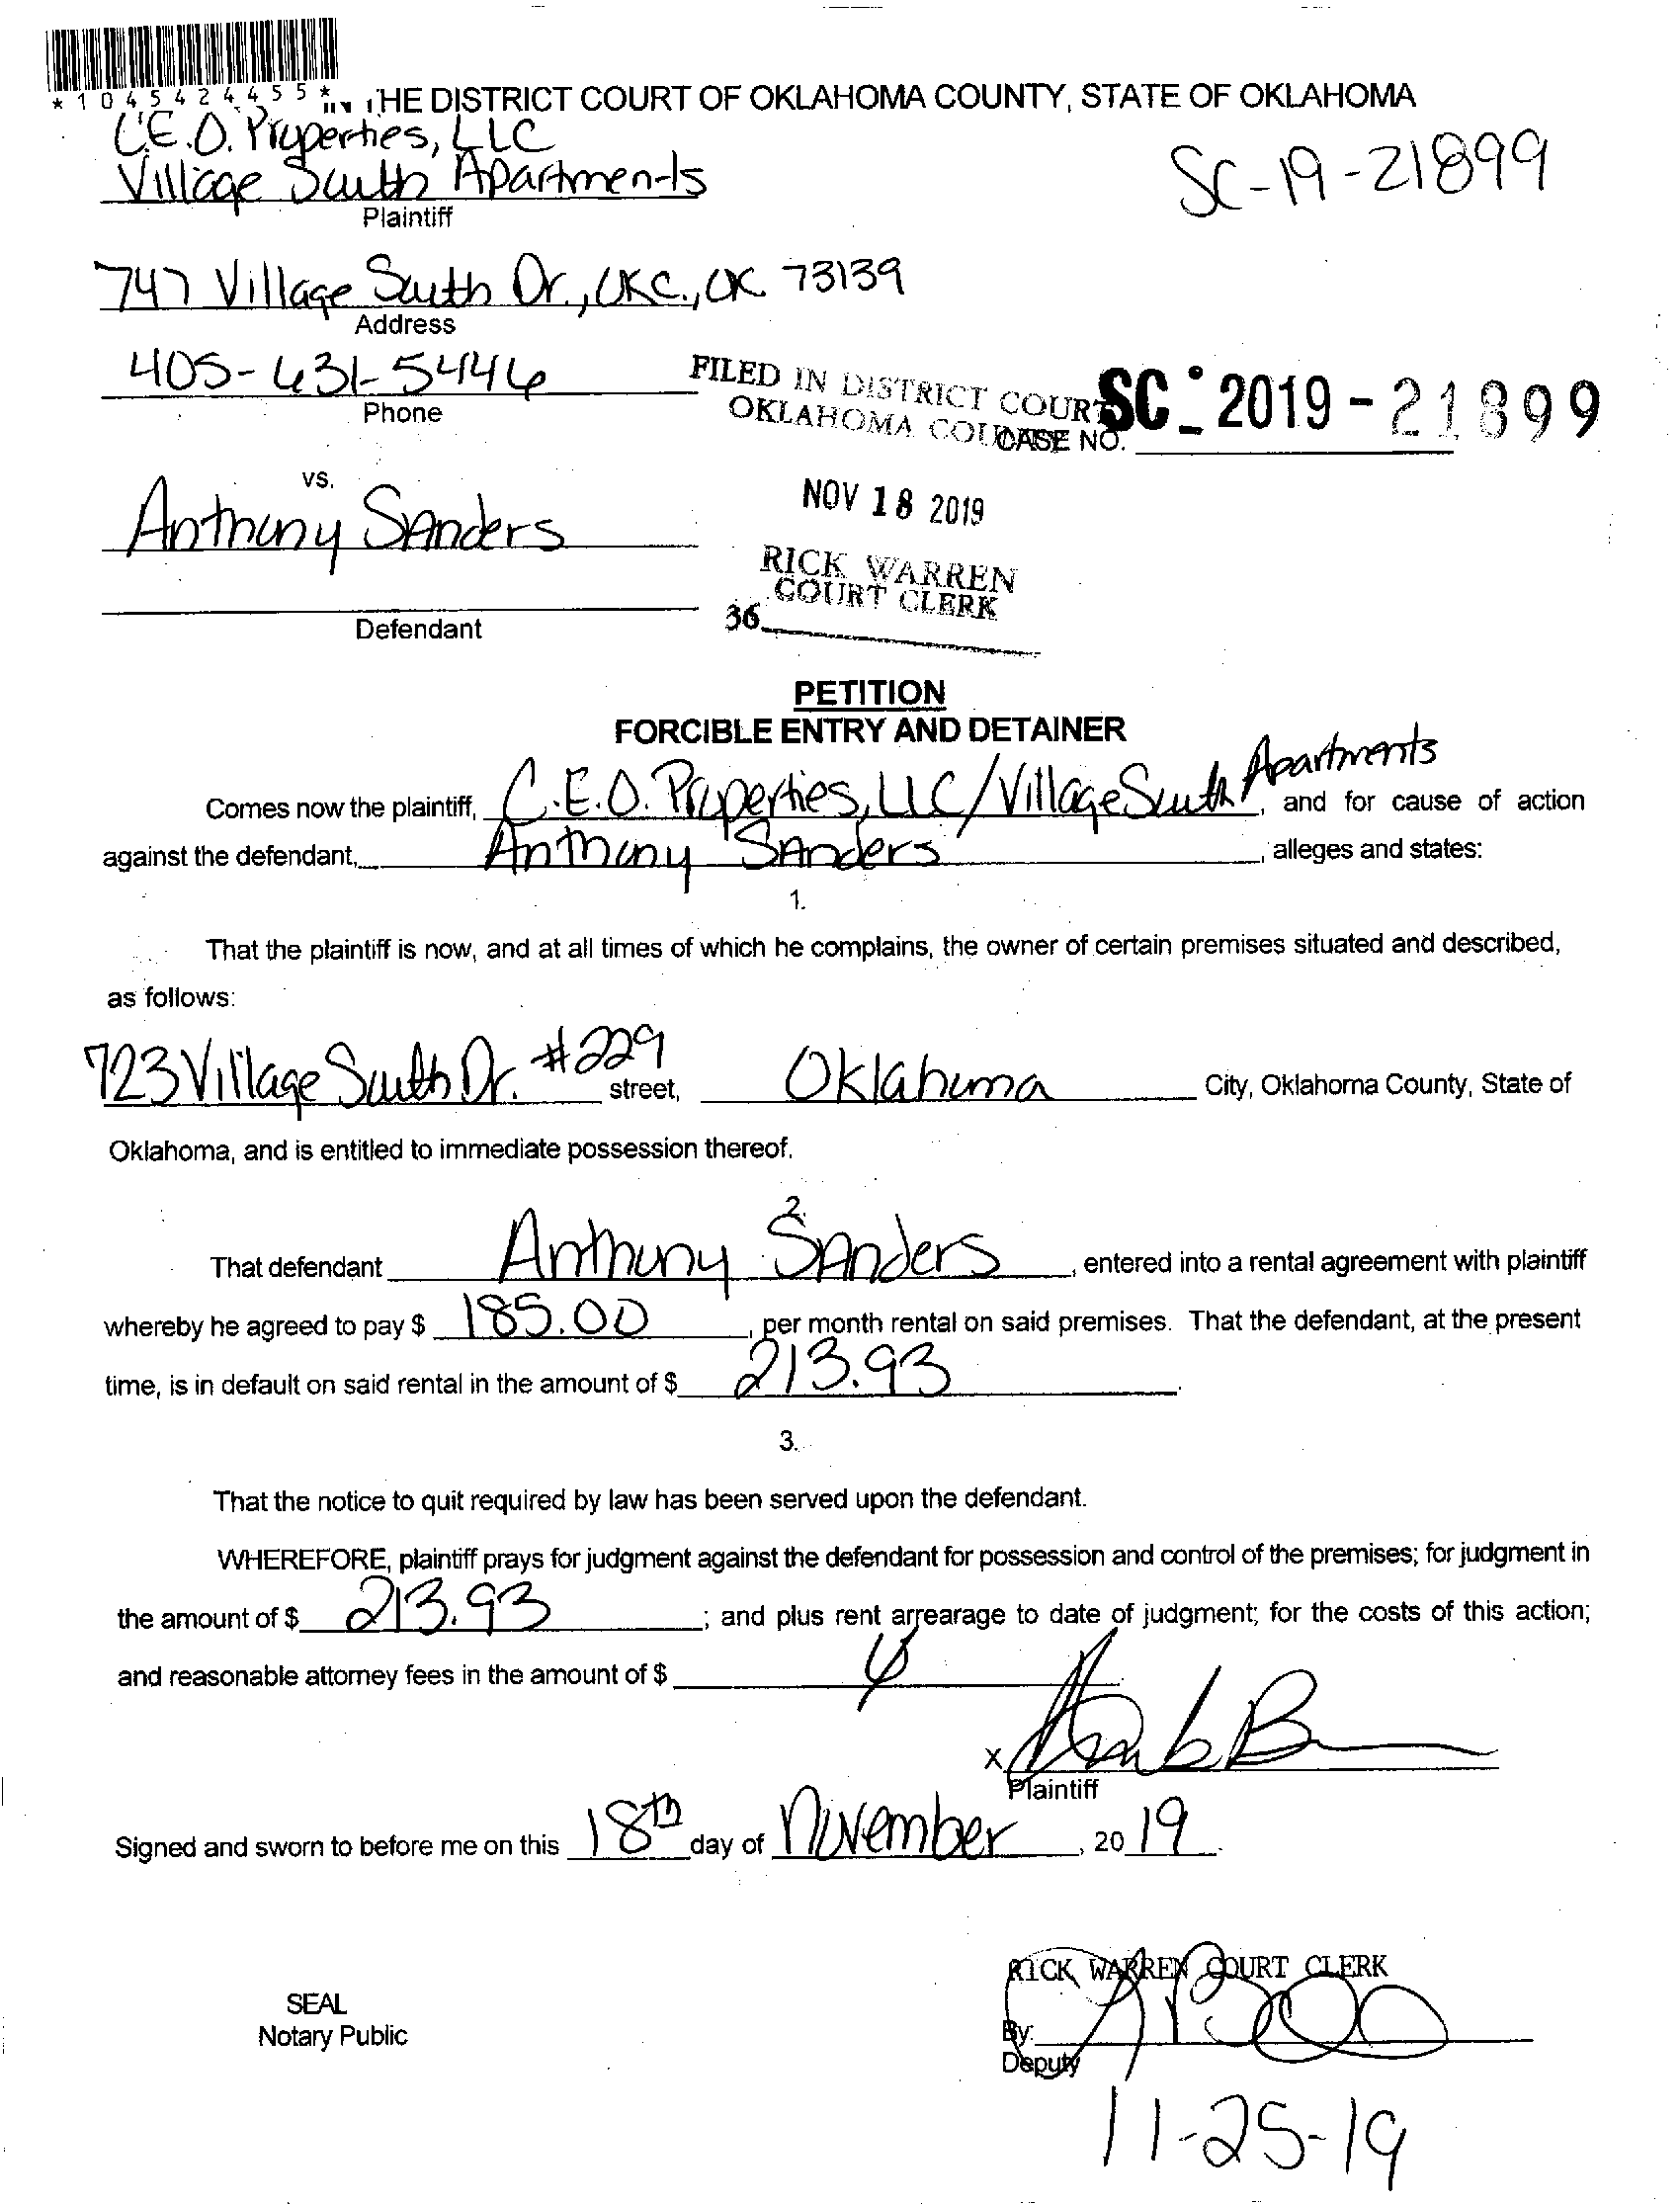 *1045424455*
IN THE DISTRICT COURT OF OKLAHOMA COUNTY, STATE OF OKLAHOMA
C.E.O. Properties, LLC
Village South Apartments
Plaintiff
SC-19-21899
747 Village South Dr., OKC., OK 73139
Address
405-631-5446
Phone
FILED IN DISTRICT COURT
OKLAHOMA COUNTY
CASE NO.
SC-2019-21899
vs.
NOV 18 2019
Anthony Sanders
RICK WARREN
COURT CLERK
36
Defendant
PETITION
FORCIBLE ENTRY AND DETAINER
Comes now the plaintiff, C.E.O. Properties, LLC/Village South Apartments, and for cause of action
against the defendant, Anthony Sanders, alleges and states:
1.
That the plaintiff is now, and at all times of which he complains, the owner of certain premises situated and described,
as follows:
723 Village South Dr. #229 street, Oklahoma City, Oklahoma County, State of
Oklahoma, and is entitled to immediate possession thereof.
2.
That defendant Anthony Sanders, entered into a rental agreement with plaintiff
whereby he agreed to pay $ 185.00, per month rental on said premises. That the defendant, at the present
time, is in default on said rental in the amount of $ 213.93.
3.
That the notice to quit required by law has been served upon the defendant.
WHEREFORE, plaintiff prays for judgment against the defendant for possession and control of the premises; for judgment in
the amount of $ 213.93; and plus rent arrearage to date of judgment; for the costs of this action;
and reasonable attorney fees in the amount of $
X
Plaintiff
Signed and sworn to before me on this 18th day of November, 2019.
RICK WARREN COURT CLERK
SEAL
Notary Public
By:
Deputy
11-25-19